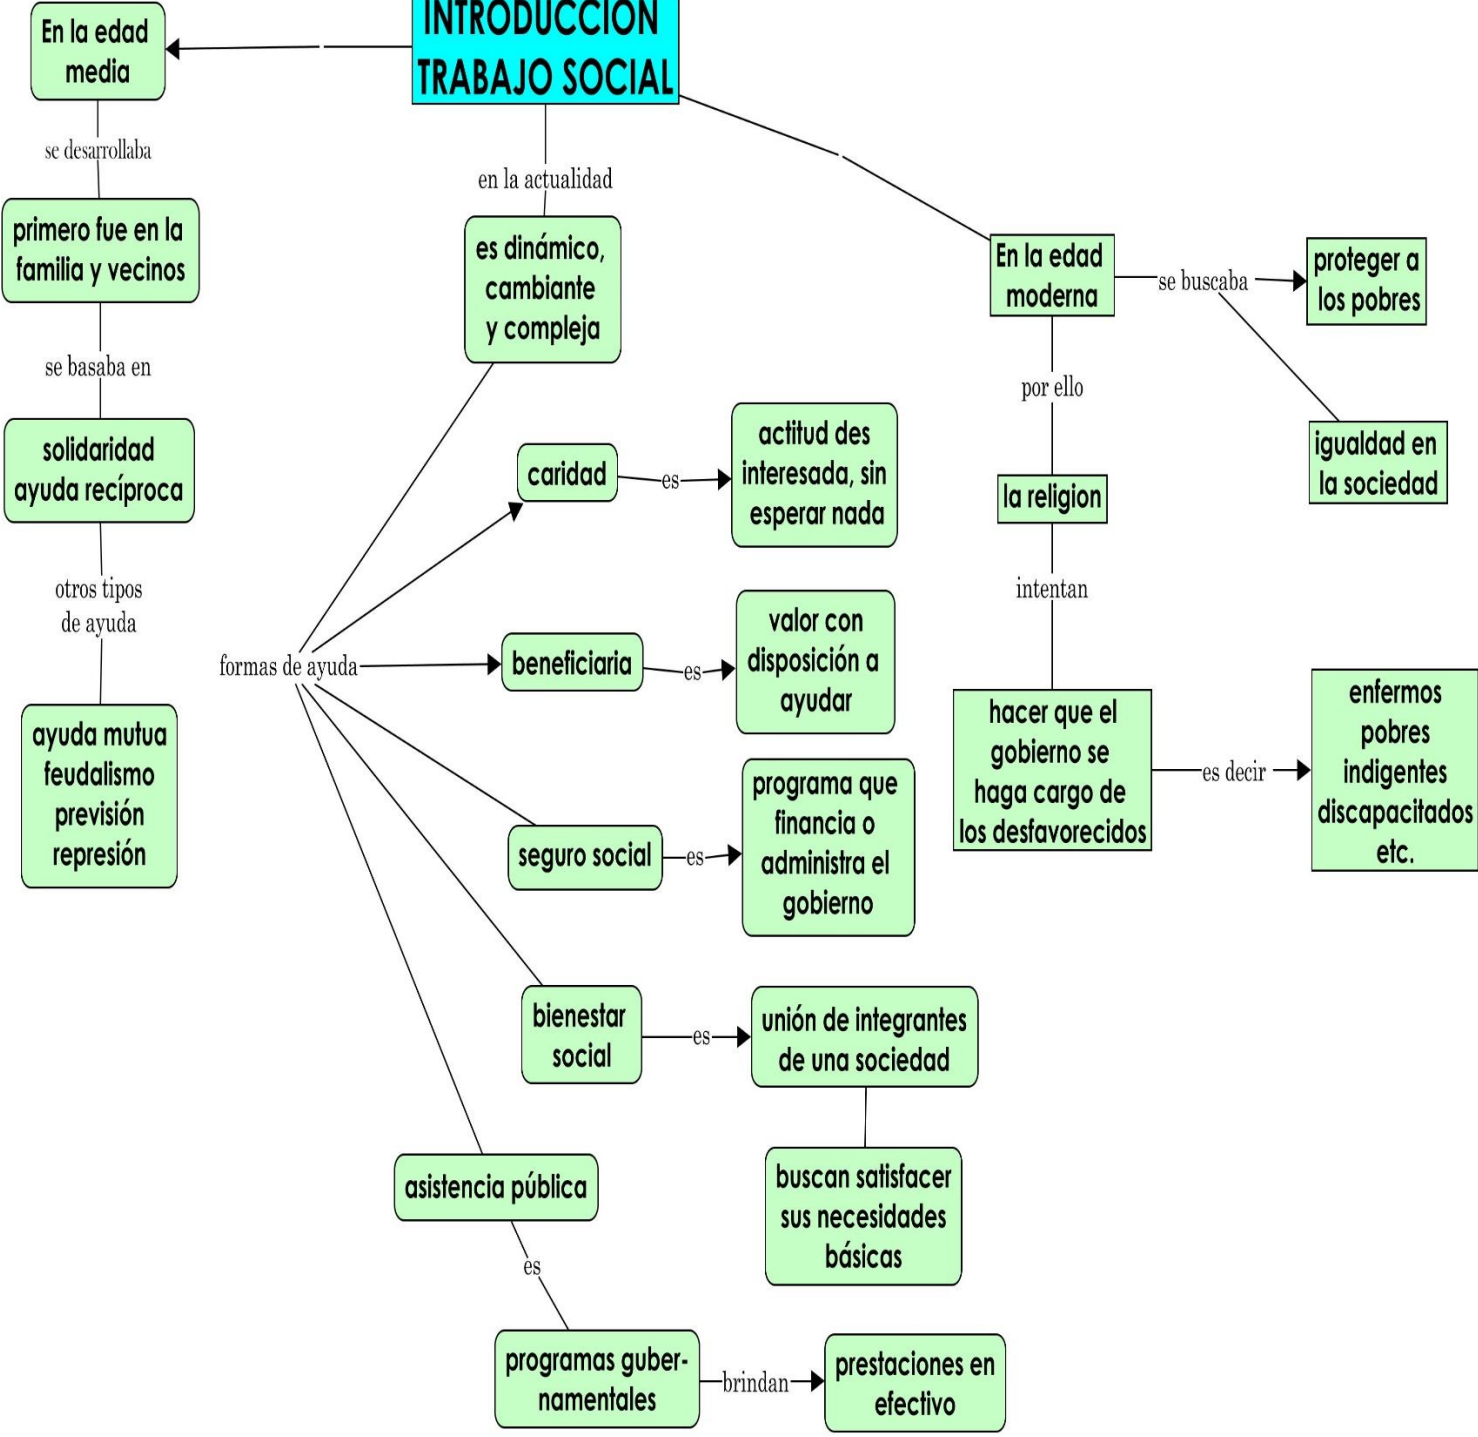 INTRODUCCION
TRABAJO SOCIAL
En la edad
media
se desarrollaba
primero fue en la
familia y vecinos
se basaba en
solidaridad
ayuda recíproca
otros tipos
de ayuda
ayuda mutua
feudalismo
previsión
represión
en la actualidad
es dinámico,
cambiante
y compleja
formas de ayuda
caridad
es
actitud des
interesada, sin
esperar nada
beneficiaria
es
valor con
disposición a
ayudar
seguro social
es
programa que
financia o
administra el
gobierno
bienestar
social
es
unión de integrantes
de una sociedad
buscan satisfacer
sus necesidades
básicas
asistencia pública
es
programas guber-
namentales
brindan
prestaciones en
efectivo
En la edad
moderna
se buscaba
proteger a
los pobres
igualdad en
la sociedad
por ello
la religion
intentan
hacer que el
gobierno se
haga cargo de
los desfavorecidos
es decir
enfermos
pobres
indigentes
discapacitados
etc.